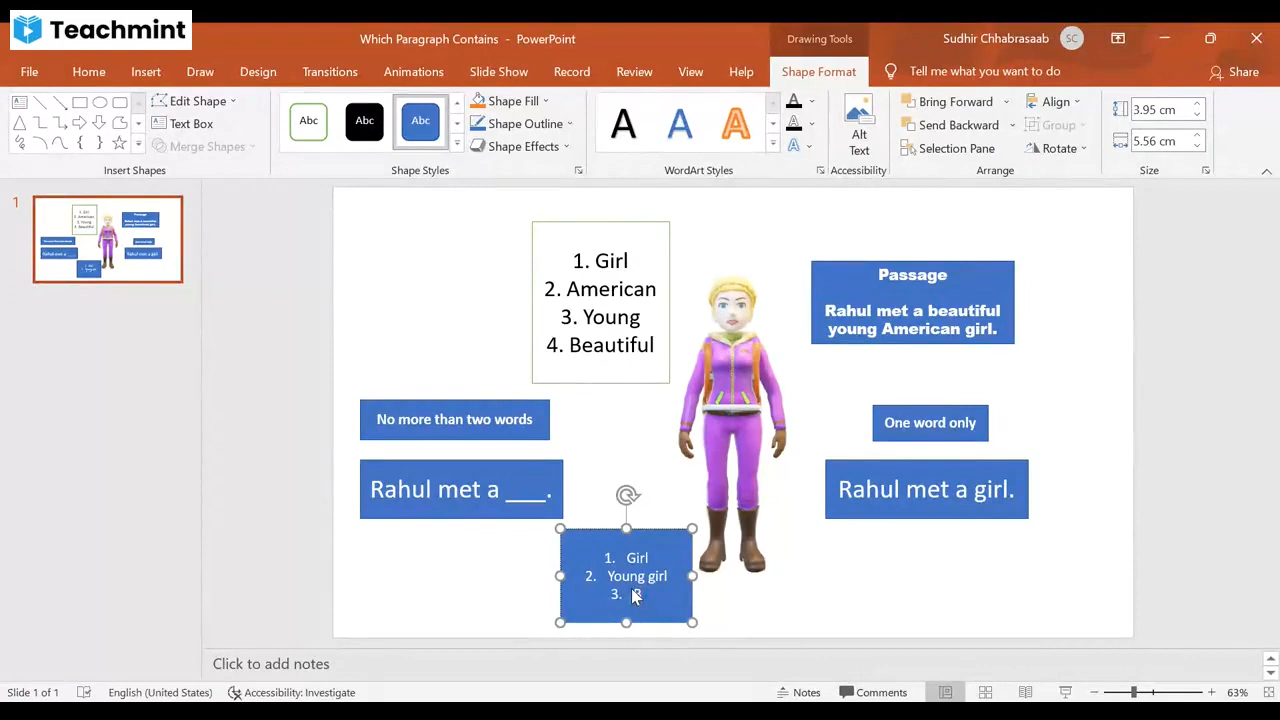 Teachmint
Which Paragraph Contains - PowerPoint
Drawing Tools
Sudhir Chhabrasaab
SC
File
Home
Insert
Draw
Design
Transitions
Animations
Slide Show
Record
Review
View
Help
Shape Format
Tell me what you want to do
Share
Edit Shape
Text Box
Merge Shapes
Insert Shapes
Abc
Abc
Abc
Shape Fill
Shape Outline
Shape Effects
Shape Styles
A
A
A
WordArt Styles
Alt
Text
Accessibility
Bring Forward
Send Backward
Selection Pane
Align
Group
Rotate
Arrange
3.95 cm
5.56 cm
Size
1
1. Girl
2. American
3. Young
4. Beautiful
Passage
Rahul met a beautiful
young American girl.
No more than two words
Rahul met a ___.
One word only
Rahul met a girl.
1. Girl
2. Young girl
3.
Click to add notes
Slide 1 of 1
English (United States)
Accessibility: Investigate
Notes
Comments
63%